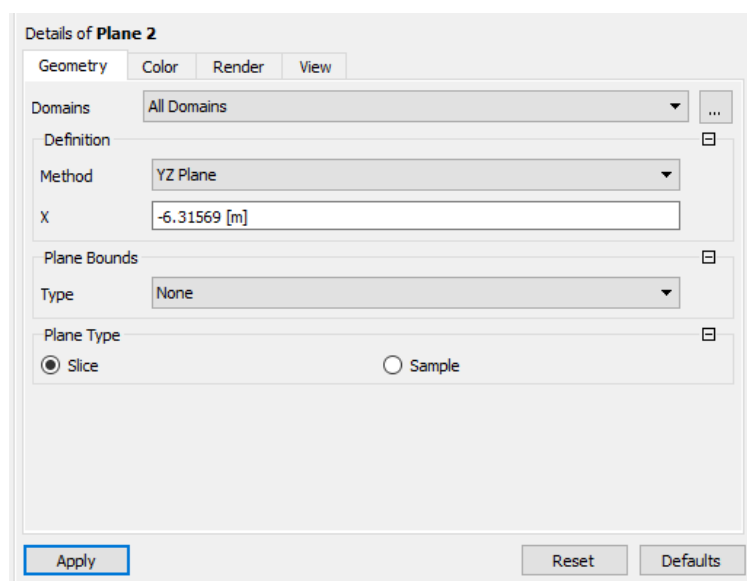 Details of Plane 2
Geometry Color Render View
Domains All Domains ...
Definition
Method YZ Plane
X -6.31569 [m]
Plane Bounds
Type None
Plane Type
Slice Sample
Apply Reset Defaults